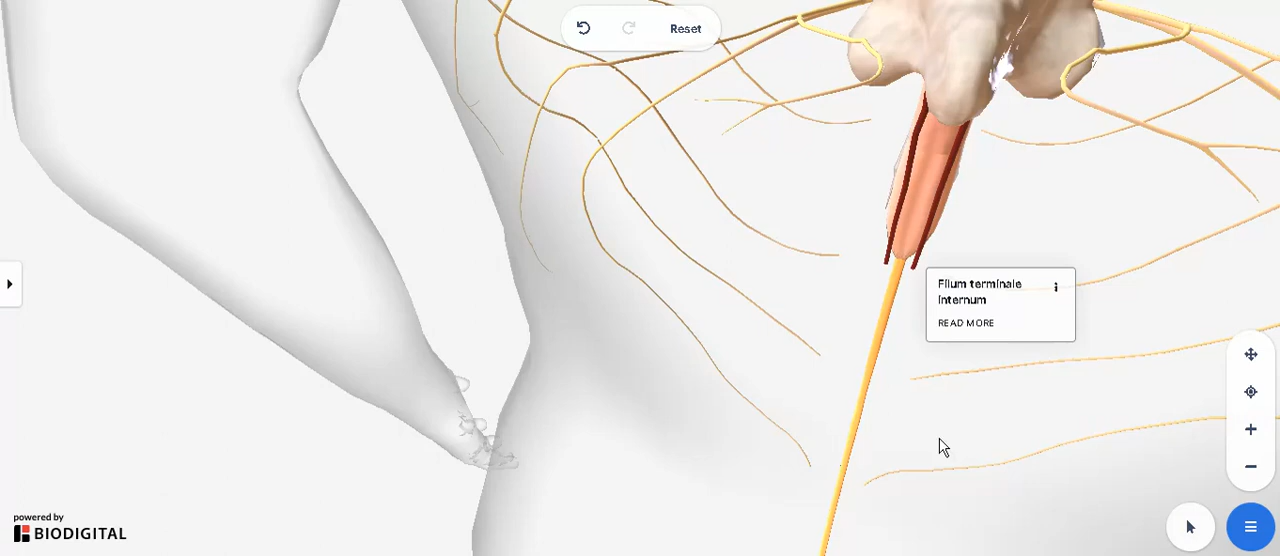 Reset
Filum terminale
internum
READ MORE
powered by
BIODIGITAL